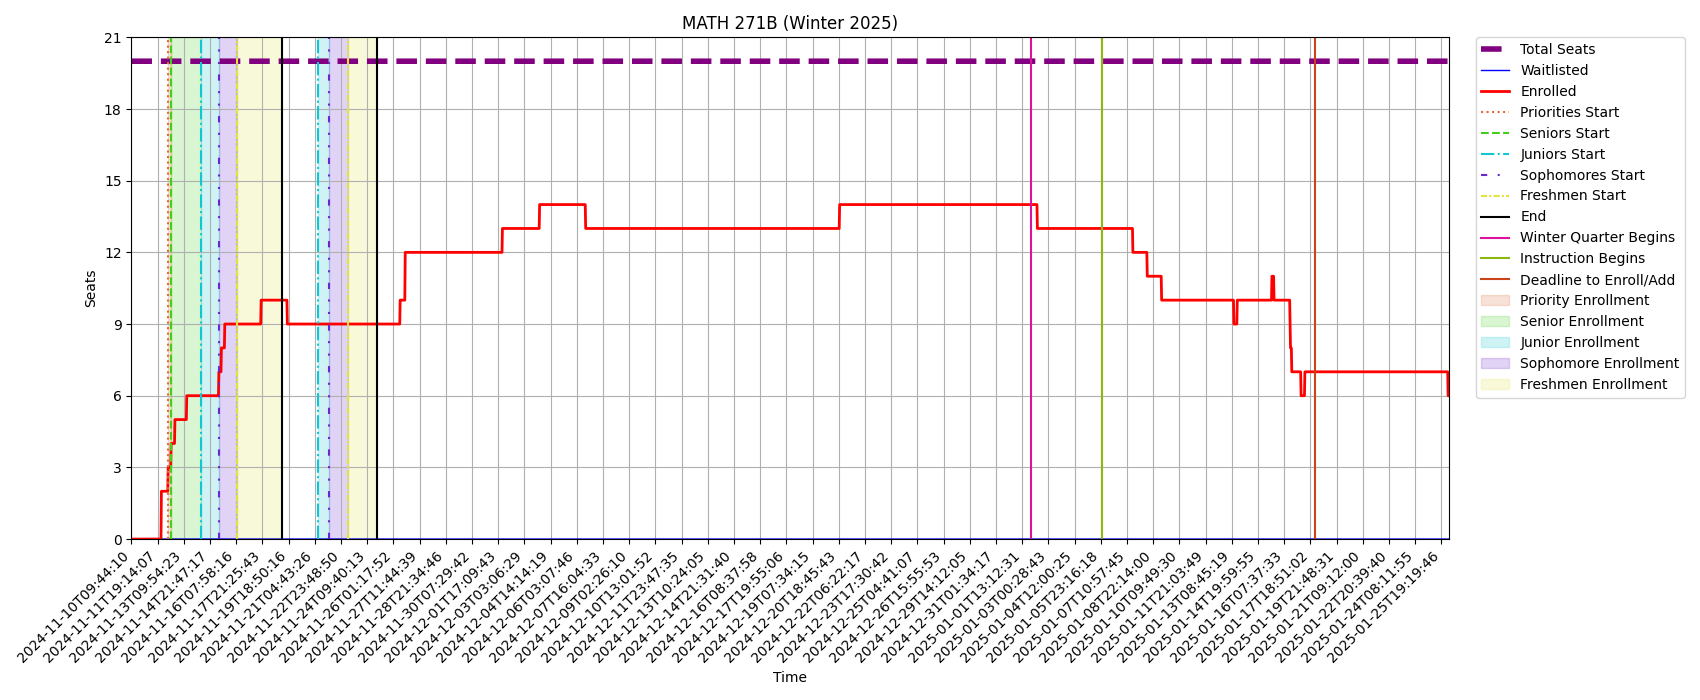 MATH 271B (Winter 2025)
21
18
15
12
9
6
3
0
Seats
2024-11-10T09:44:10
2024-11-11T19:14:07
2024-11-13T09:54:23
2024-11-14T21:47:17
2024-11-16T07:58:16
2024-11-17T21:25:43
2024-11-19T18:50:16
2024-11-21T04:43:26
2024-11-22T23:48:50
2024-11-24T09:40:13
2024-11-26T01:17:52
2024-11-27T11:44:39
2024-11-28T21:34:46
2024-11-30T07:29:42
2024-12-01T17:09:43
2024-12-03T03:06:29
2024-12-04T14:14:19
2024-12-06T03:07:46
2024-12-07T16:04:33
2024-12-09T02:26:10
2024-12-10T13:01:52
2024-12-11T23:47:35
2024-12-13T10:24:05
2024-12-14T21:31:40
2024-12-16T08:37:58
2024-12-17T19:55:06
2024-12-19T07:34:15
2024-12-20T18:45:43
2024-12-22T06:22:17
2024-12-23T17:30:42
2024-12-25T04:41:07
2024-12-26T15:55:53
2024-12-29T14:12:05
2024-12-31T01:34:17
2025-01-01T13:12:31
2025-01-03T00:28:43
2025-01-04T12:00:25
2025-01-05T23:16:18
2025-01-07T10:57:45
2025-01-08T22:14:00
2025-01-10T09:49:30
2025-01-11T21:03:49
2025-01-13T08:45:19
2025-01-14T19:59:55
2025-01-16T07:37:33
2025-01-17T18:51:02
2025-01-19T21:48:31
2025-01-21T09:12:00
2025-01-22T20:39:40
2025-01-24T08:11:55
2025-01-25T19:19:46
Time
Total Seats
Waitlisted
Enrolled
Priorities Start
Seniors Start
Juniors Start
Sophomores Start
Freshmen Start
End
Winter Quarter Begins
Instruction Begins
Deadline to Enroll/Add
Priority Enrollment
Senior Enrollment
Junior Enrollment
Sophomore Enrollment
Freshmen Enrollment